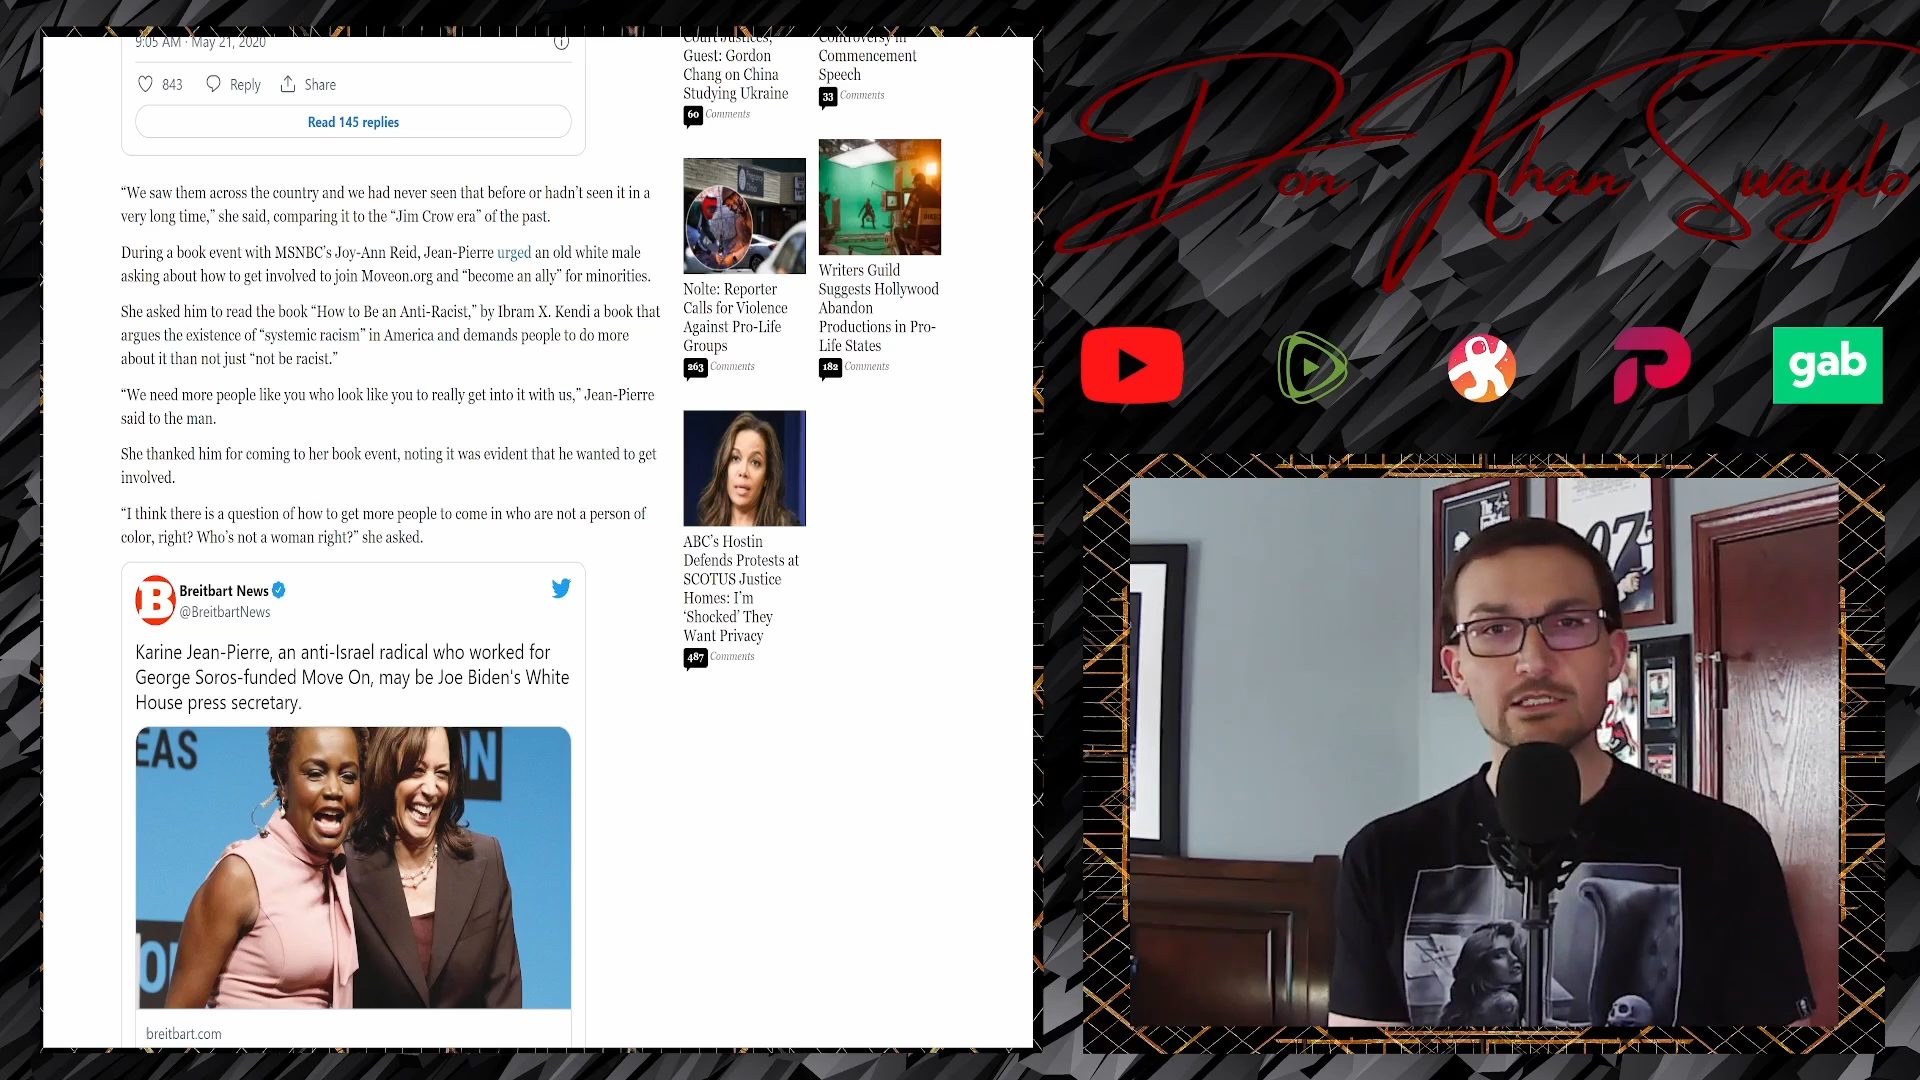 9:05 AM · May 21, 2020
843 Reply Share
Read 145 replies
“We saw them across the country and we had never seen that before or hadn’t seen it in a
very long time,” she said, comparing it to the “Jim Crow era” of the past.
During a book event with MSNBC’s Joy-Ann Reid, Jean-Pierre urged an old white male
asking about how to get involved to join Moveon.org and “become an ally” for minorities.
She asked him to read the book “How to Be an Anti-Racist,” by Ibram X. Kendi a book that
argues the existence of “systemic racism” in America and demands people to do more
about it than not just “not be racist.”
“We need more people like you who look like you to really get into it with us,” Jean-Pierre
said to the man.
She thanked him for coming to her book event, noting it was evident that he wanted to get
involved.
“I think there is a question of how to get more people to come in who are not a person of
color, right? Who’s not a woman right?” she asked.
Breitbart News
@BreitbartNews
Karine Jean-Pierre, an anti-Israel radical who worked for
George Soros-funded Move On, may be Joe Biden's White
House press secretary.
EAS
ON
breitbart.com
Court Justices,
Guest: Gordon
Chang on China
Studying Ukraine
60 Comments
Controversy in
Commencement
Speech
33 Comments
Nolte: Reporter
Calls for Violence
Against Pro-Life
Groups
263 Comments
Writers Guild
Suggests Hollywood
Abandon
Productions in Pro-
Life States
182 Comments
ABC’s Hostin
Defends Protests at
SCOTUS Justice
Homes: I’m
‘Shocked’ They
Want Privacy
487 Comments
Don Khan Swaylo
gab
007